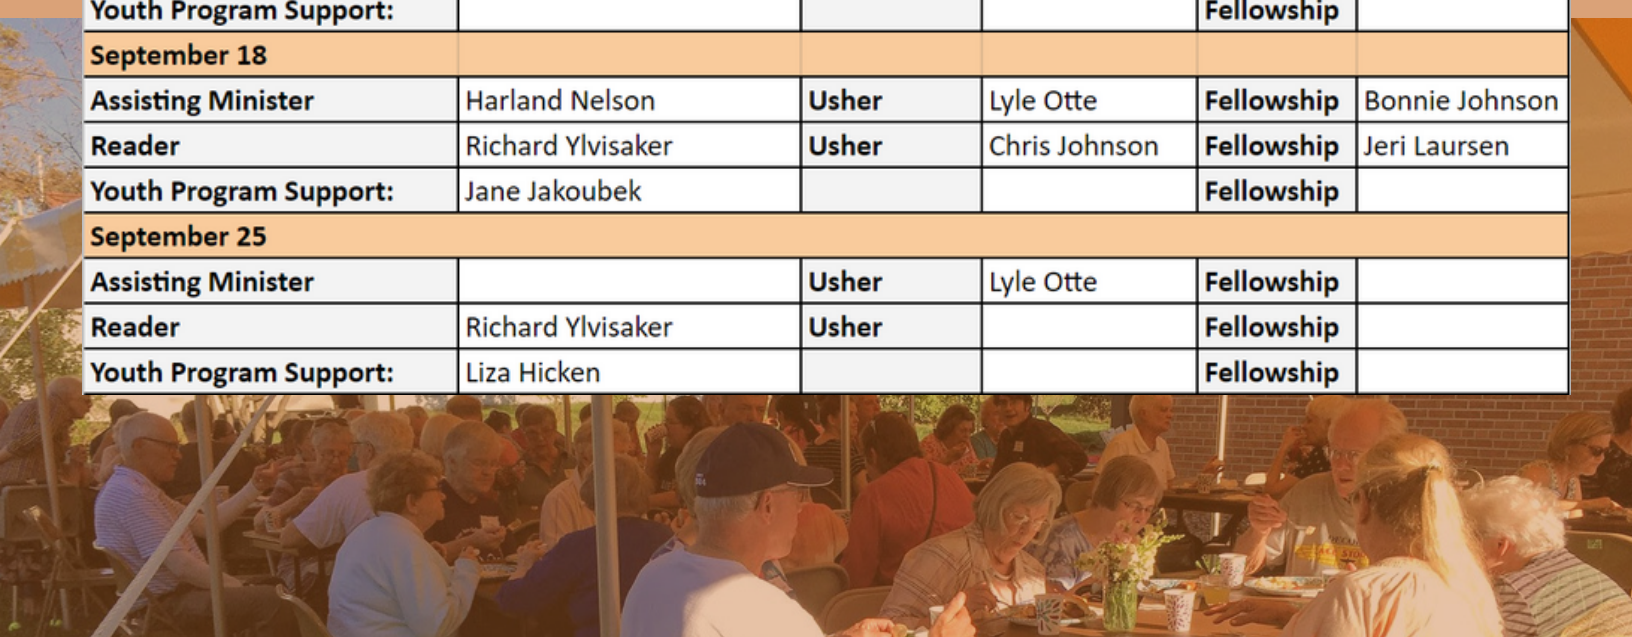 Youth Program Support: Fellowship
September 18
Assisting Minister Harland Nelson Usher Lyle Otte Fellowship Bonnie Johnson
Reader Richard Ylvisaker Usher Chris Johnson Fellowship Jeri Laursen
Youth Program Support: Jane Jakoubek Fellowship
September 25
Assisting Minister Usher Lyle Otte Fellowship
Reader Richard Ylvisaker Usher Fellowship
Youth Program Support: Liza Hicken Fellowship